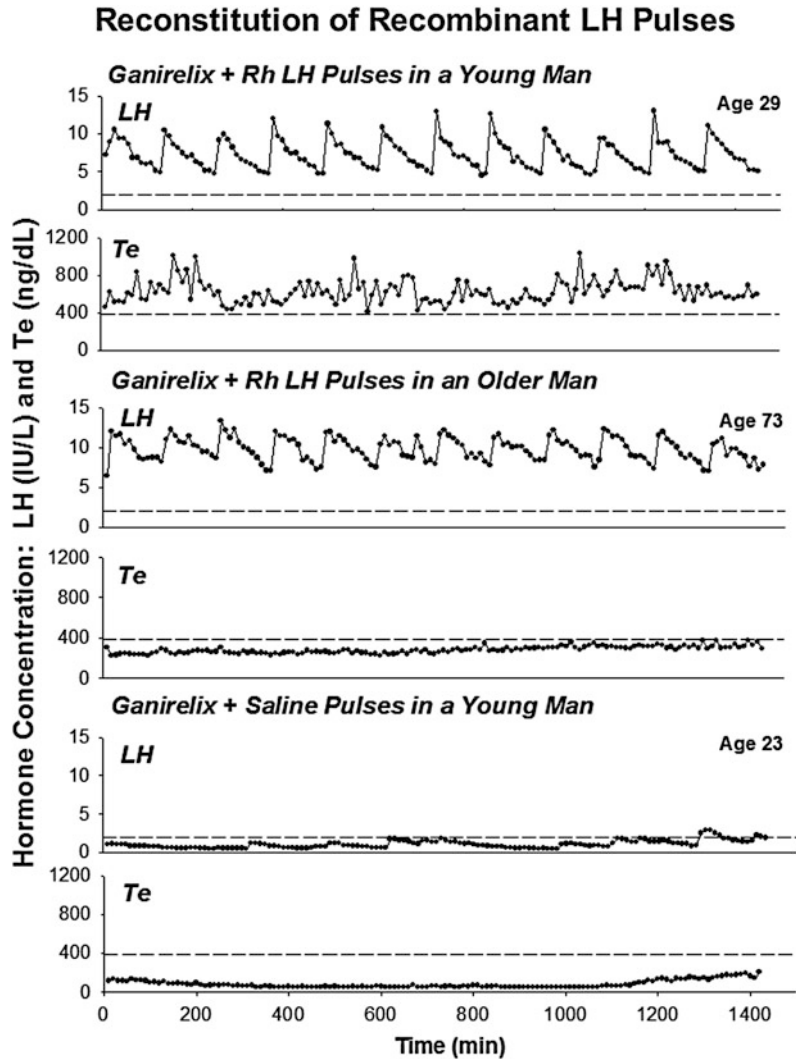 Reconstitution of Recombinant LH Pulses
Ganirelix + Rh LH Pulses in a Young Man
LH
Age 29
15
10
5
0
Te
1200
800
400
0
Ganirelix + Rh LH Pulses in an Older Man
LH
Age 73
15
10
5
0
Te
1200
800
400
0
Ganirelix + Saline Pulses in a Young Man
LH
Age 23
15
10
5
0
Te
1200
800
400
0
0 200 400 600 800 1000 1200 1400
Time (min)
Hormone Concentration: LH (IU/L) and Te (ng/dL)